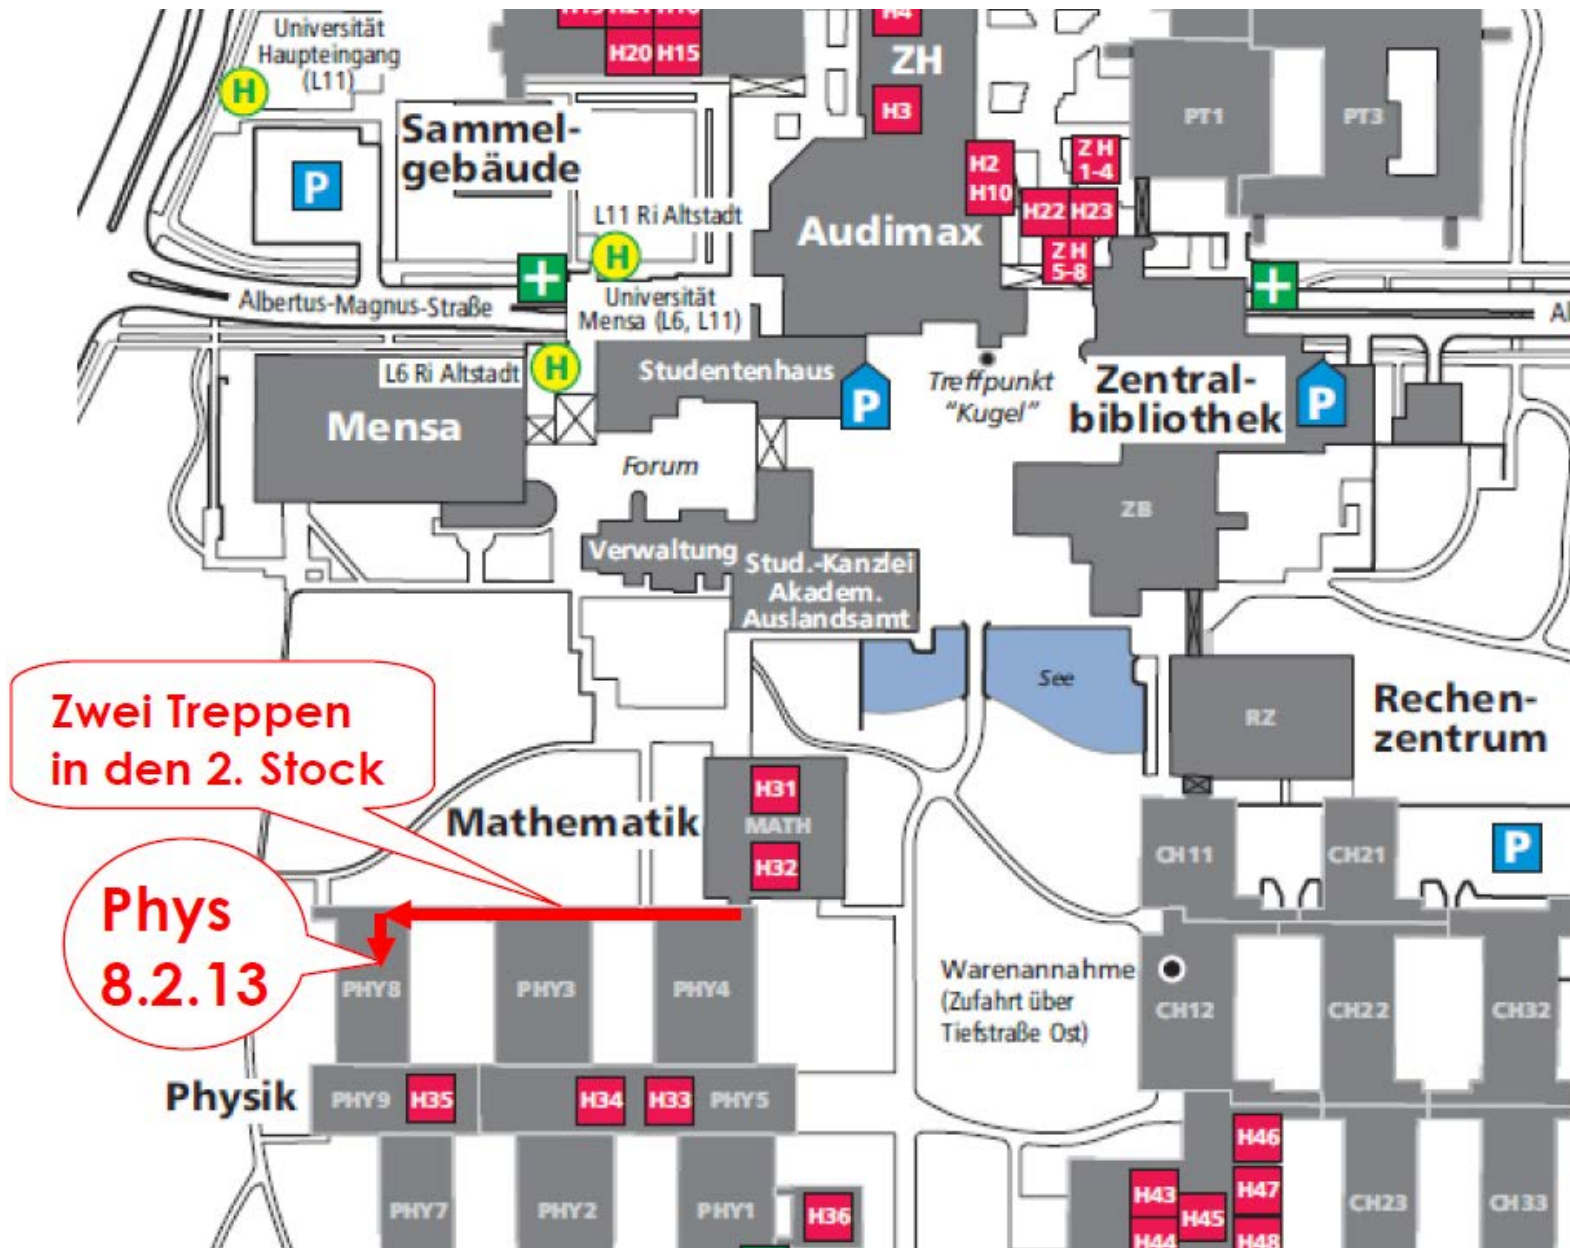 Universität
Haupteingang
(L11)
H
H20
H15
H4
ZH
H3
PT1
PT3
Sammel-
gebäude
P
H2
H10
Z H
1-4
H22
H23
Z H
5-8
L11 Ri Altstadt
H
Audimax
Albertus-Magnus-Straße
Universität
Mensa (L6, L11)
L6 Ri Altstadt
H
Studentenhaus
P
Treffpunkt
"Kugel"
Zentral-
bibliothek
P
Mensa
Forum
ZB
Verwaltung
Stud.-Kanzlei
Akadem.
Auslandsamt
See
RZ
Rechen-
zentrum
Zwei Treppen
in den 2. Stock
Mathematik
H31
MATH
H32
CH11
CH21
P
Phys
8.2.13
PHY8
PHY3
PHY4
Warenannahme
(Zufahrt über
Tiefstraße Ost)
CH12
CH22
CH32
Physik
PHY9
H35
H34
H33
PHY5
H46
PHY7
PHY2
PHY1
H36
H43
H44
H45
H47
H48
CH23
CH33